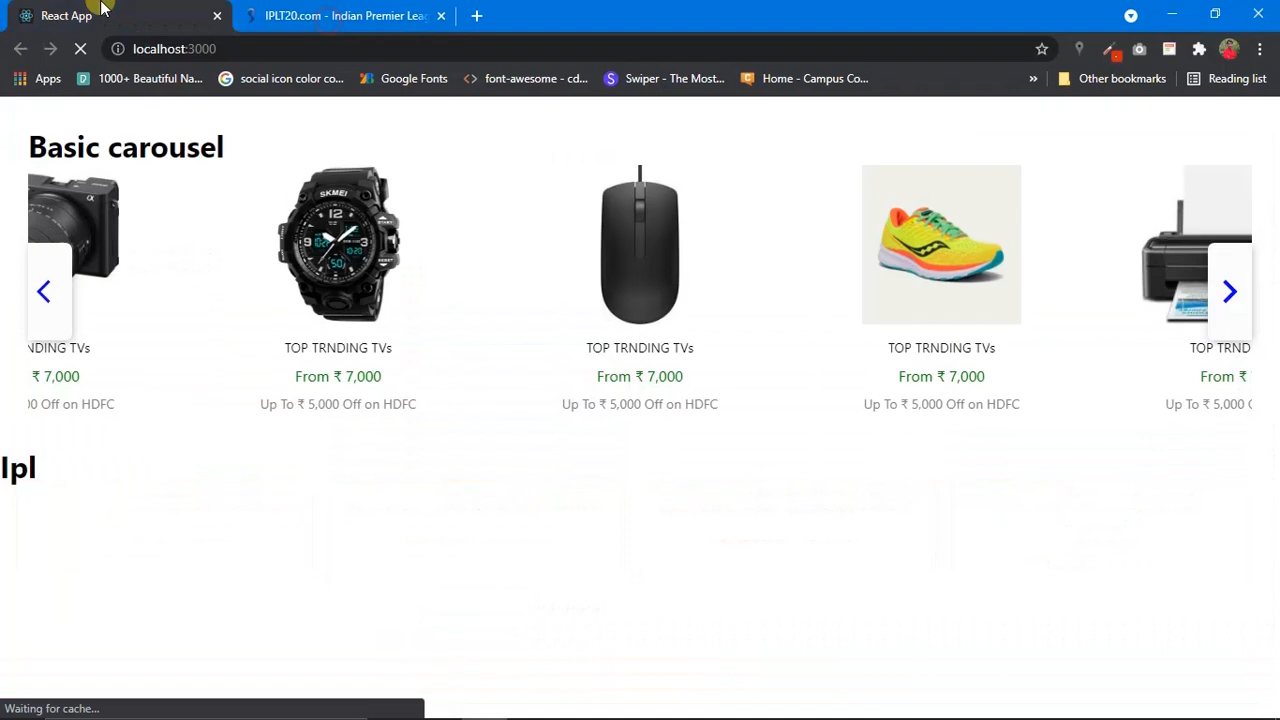 React App
IPLT20.com - Indian Premier Leag
localhost:3000
Apps
1000+ Beautiful Na...
social icon color co...
Google Fonts
font-awesome - cd...
Swiper - The Most...
Home - Campus Co...
»
Other bookmarks
Reading list
Basic carousel
α
SKMEI
NDING TVs
TOP TRNDING TVs
TOP TRNDING TVs
TOP TRNDING TVs
TOP TRND
₹ 7,000
From ₹ 7,000
From ₹ 7,000
From ₹ 7,000
From ₹
00 Off on HDFC
Up To ₹ 5,000 Off on HDFC
Up To ₹ 5,000 Off on HDFC
Up To ₹ 5,000 Off on HDFC
Up To ₹ 5,000 C
Ipl
Waiting for cache...